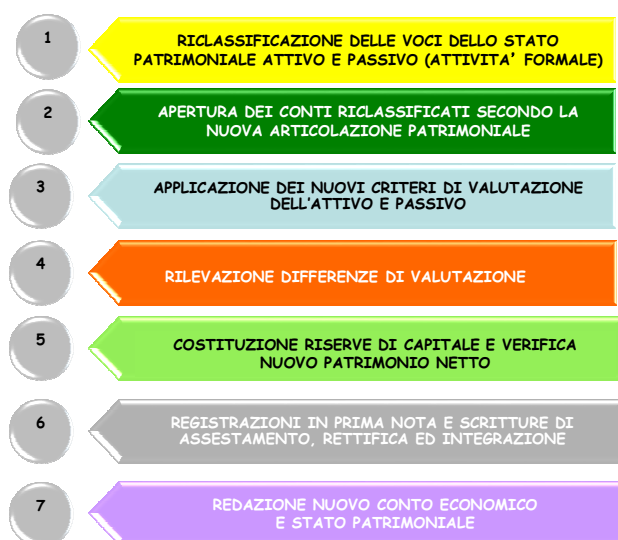 1
RICLASSIFICAZIONE DELLE VOCI DELLO STATO
PATRIMONIALE ATTIVO E PASSIVO (ATTIVITA' FORMALE)
2
APERTURA DEI CONTI RICLASSIFICATI SECONDO LA
NUOVA ARTICOLAZIONE PATRIMONIALE
3
APPLICAZIONE DEI NUOVI CRITERI DI VALUTAZIONE
DELL'ATTIVO E PASSIVO
4
RILEVAZIONE DIFFERENZE DI VALUTAZIONE
5
COSTITUZIONE RISERVE DI CAPITALE E VERIFICA
NUOVO PATRIMONIO NETTO
6
REGISTRAZIONI IN PRIMA NOTA E SCRITTURE DI
ASSESTAMENTO, RETTIFICA ED INTEGRAZIONE
7
REDAZIONE NUOVO CONTO ECONOMICO
E STATO PATRIMONIALE